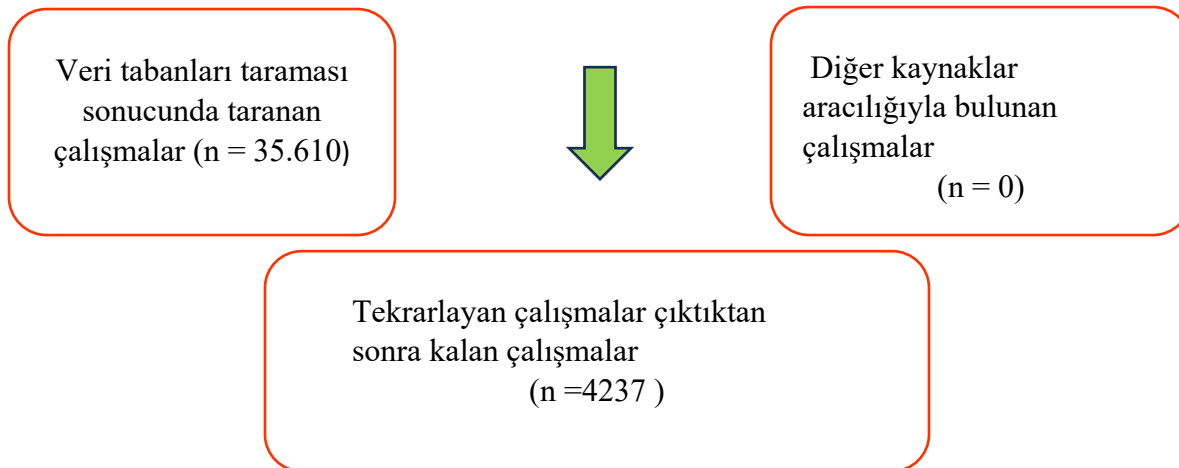 Veri tabanları taraması
sonucunda taranan
çalışmalar (n = 35.610)
Diğer kaynaklar
aracılığıyla bulunan
çalışmalar
(n = 0)
Tekrarlayan çalışmalar çıktıktan
sonra kalan çalışmalar
(n =4237 )